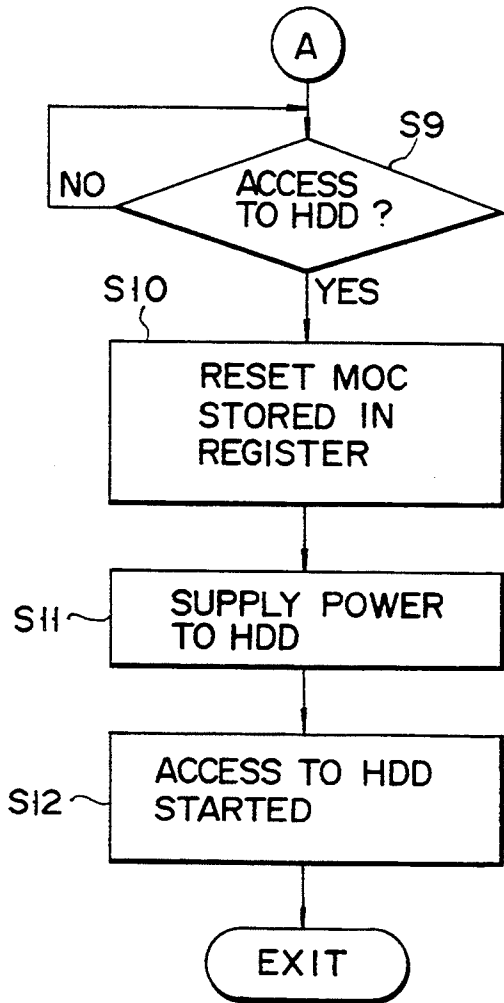 A
S9
NO
ACCESS
TO HDD ?
YES
S10
RESET MOC
STORED IN
REGISTER
S11
SUPPLY POWER
TO HDD
S12
ACCESS TO HDD
STARTED
EXIT